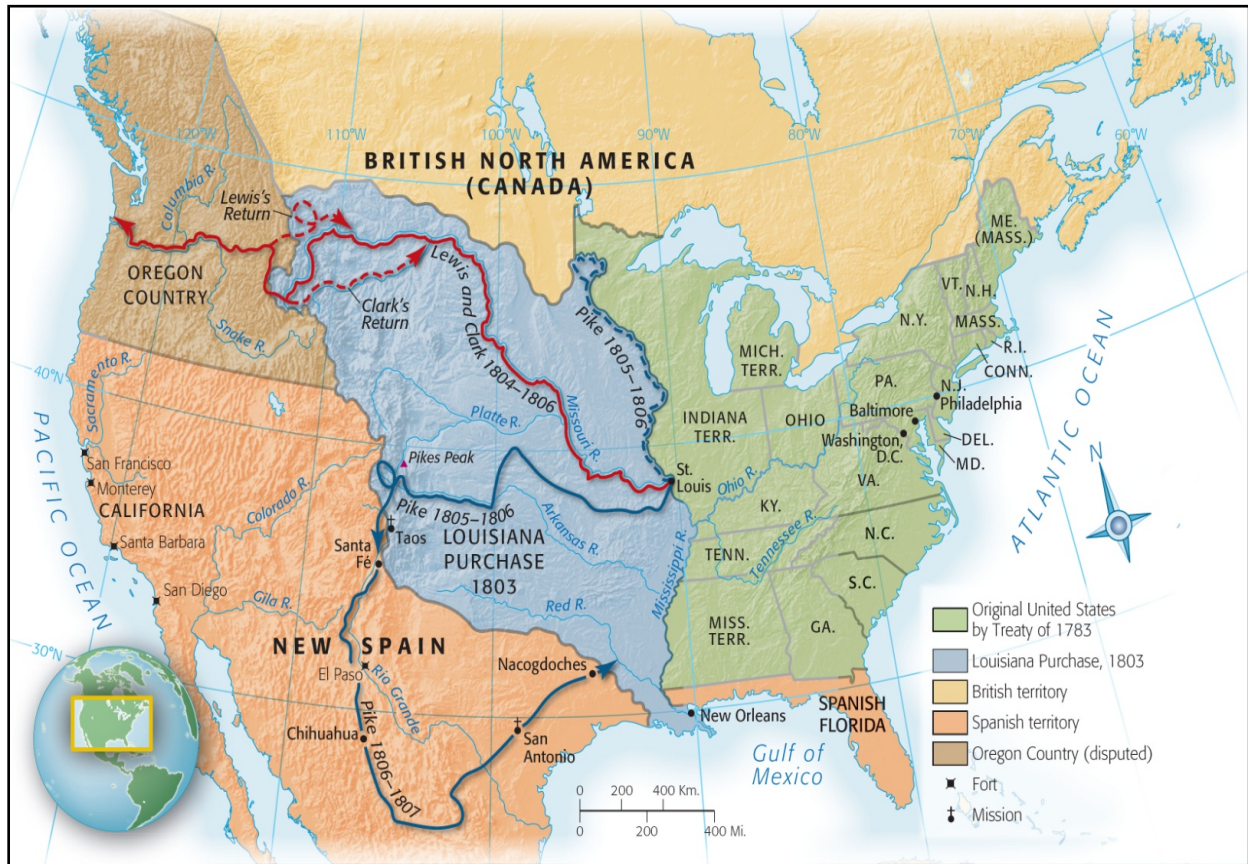 120°W
110°W
100°W
90°W
80°W
70°W
60°W
BRITISH NORTH AMERICA
(CANADA)
Columbia R.
Lewis's
Return
ME.
(MASS.)
OREGON
COUNTRY
Lewis and Clark 1804–1806
Clark's
Return
Snake R.
Pike 1805–1806
VT.
N.H.
N.Y.
MASS.
R.I.
CONN.
MICH.
TERR.
PA.
N.J.
Philadelphia
40°N
Sacramento R.
PACIFIC OCEAN
Platte R.
Missouri R.
INDIANA
TERR.
OHIO
Baltimore
Washington,
D.C.
DEL.
MD.
ATLANTIC OCEAN
N
San Francisco
Monterey
CALIFORNIA
Pikes Peak
St.
Louis
Ohio R.
VA.
KY.
Colorado R.
Pike 1805–1806
Taos
LOUISIANA
PURCHASE
1803
Arkansas R.
Mississippi R.
TENN.
Tennessee R.
N.C.
Santa Barbara
Santa
Fé
S.C.
San Diego
Gila R.
Red R.
MISS.
TERR.
GA.
30°N
NEW SPAIN
El Paso
Rio Grande
Nacogdoches
Chihuahua
Pike 1806–1807
San
Antonio
New Orleans
SPANISH
FLORIDA
Gulf of
Mexico
0 200 400 Km.
0 200 400 Mi.
Original United States
by Treaty of 1783
Louisiana Purchase, 1803
British territory
Spanish territory
Oregon Country (disputed)
Fort
Mission